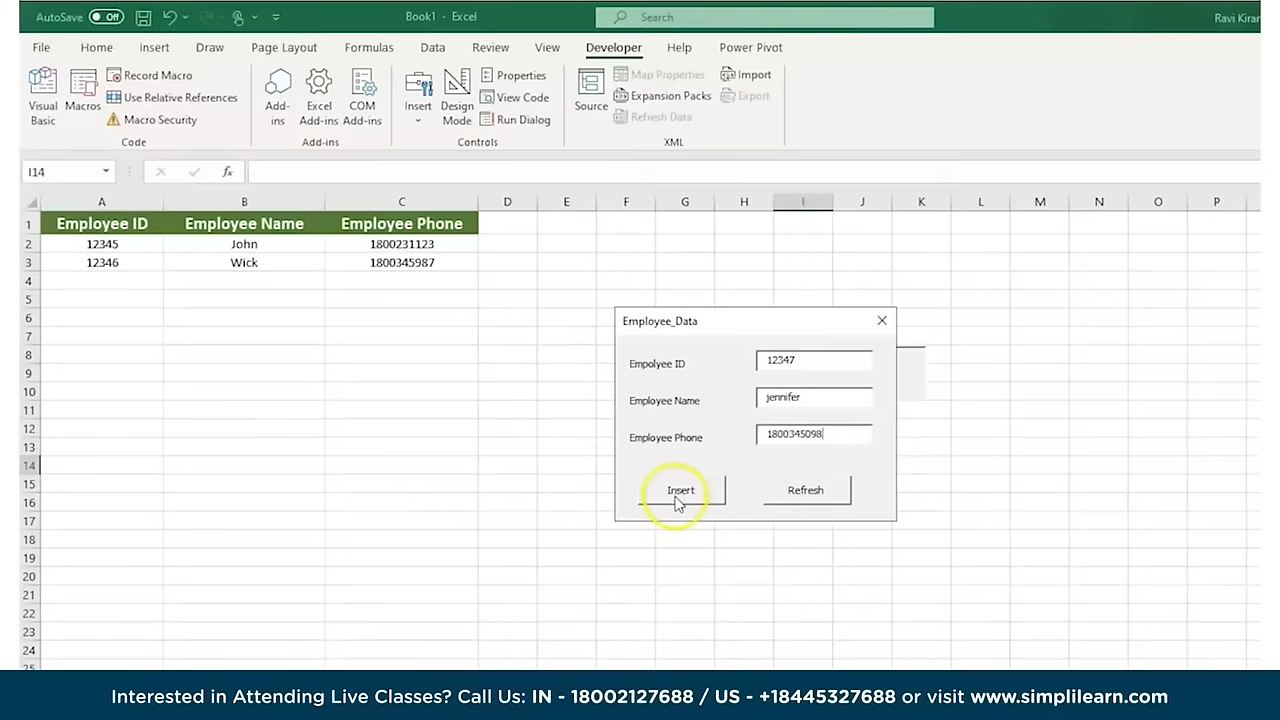 AutoSave Off Book1 - Excel Search Ravi Kiran
File Home Insert Draw Page Layout Formulas Data Review View Developer Help Power Pivot
Visual Basic
Macros
Record Macro
Use Relative References
Macro Security
Code
Add-ins
Excel Add-ins
COM Add-ins
Add-ins
Insert
Design Mode
Properties
View Code
Run Dialog
Controls
Source
Map Properties
Expansion Packs
Refresh Data
Import
Export
XML
I14 fx
A B C D E F G H I J K L M N O P
1 Employee ID Employee Name Employee Phone
2 12345 John 1800231123
3 12346 Wick 1800345987
4
5
6
7
8
9
10
11
12
13
14
15
16
17
18
19
20
21
22
23
24
25
Employee_Data
Empolyee ID 12347
Employee Name jennifer
Employee Phone 1800345098
Insert Refresh
Interested in Attending Live Classes? Call Us: IN - 18002127688 / US - +18445327688 or visit www.simplilearn.com